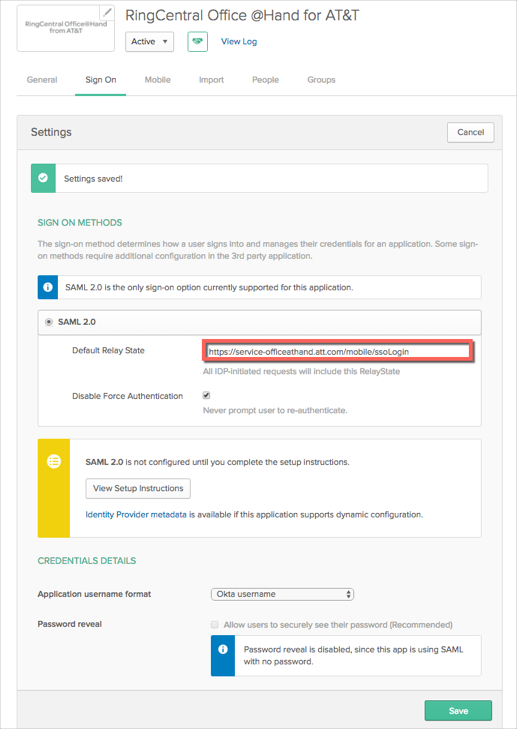 RingCentral Office@Hand
from AT&T
RingCentral Office @Hand for AT&T
Active
View Log
General
Sign On
Mobile
Import
People
Groups
Settings
Cancel
Settings saved!
SIGN ON METHODS
The sign-on method determines how a user signs into and manages their credentials for an application. Some sign-
on methods require additional configuration in the 3rd party application.
SAML 2.0 is the only sign-on option currently supported for this application.
SAML 2.0
Default Relay State
https://service-officeathand.att.com/mobile/ssoLogin
All IDP-initiated requests will include this RelayState
Disable Force Authentication
Never prompt user to re-authenticate.
SAML 2.0 is not configured until you complete the setup instructions.
View Setup Instructions
Identity Provider metadata is available if this application supports dynamic configuration.
CREDENTIALS DETAILS
Application username format
Okta username
Password reveal
Allow users to securely see their password (Recommended)
Password reveal is disabled, since this app is using SAML
with no password.
Save